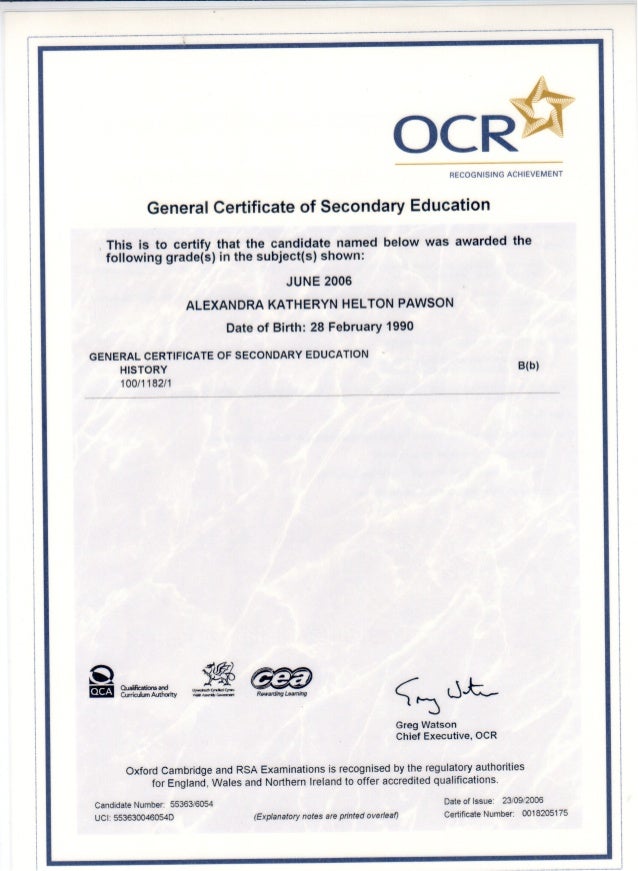 OCR
RECOGNISING ACHIEVEMENT
General Certificate of Secondary Education
This is to certify that the candidate named below was awarded the
following grade(s) in the subject(s) shown:
JUNE 2006
ALEXANDRA KATHERYN HELTON PAWSON
Date of Birth: 28 February 1990
GENERAL CERTIFICATE OF SECONDARY EDUCATION
HISTORY B(b)
100/1182/1
QCA
Qualifications and
Curriculum Authority
cea
Rewarding Learning
Greg Watson
Chief Executive, OCR
Oxford Cambridge and RSA Examinations is recognised by the regulatory authorities
for England, Wales and Northern Ireland to offer accredited qualifications.
Candidate Number: 55363/6054
UCI: 553630046054D
(Explanatory notes are printed overleaf)
Date of Issue: 23/09/2006
Certificate Number: 0018205175